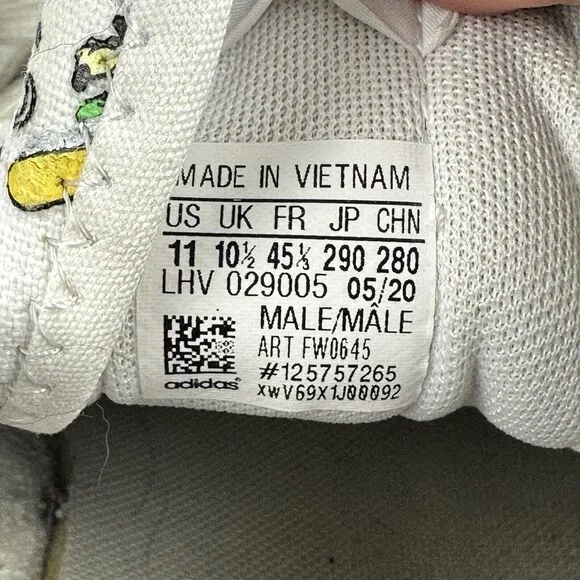 MADE IN VIETNAM
US UK FR JP CHN
11 10½ 45⅓ 290 280
LHV 029005 05/20
MALE/MÂLE
ART FW0645
#125757265
adidas XWV69X1J00092